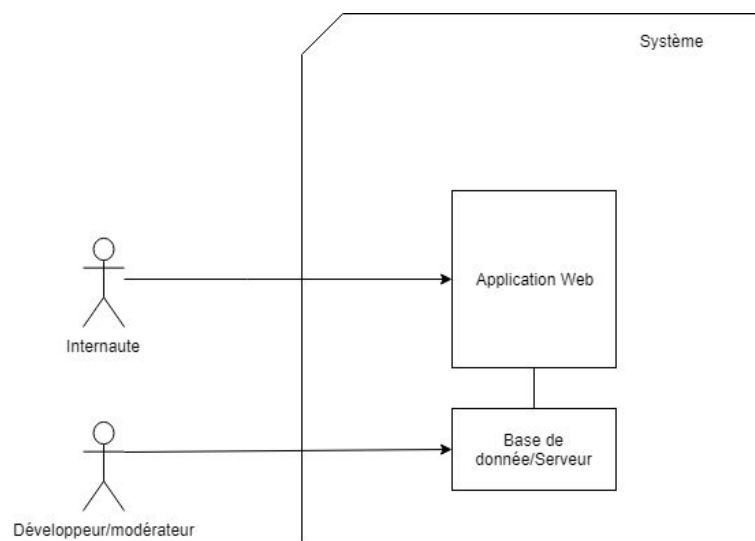 Système
Application Web
Internaute
Base de
donnée/Serveur
Développeur/modérateur